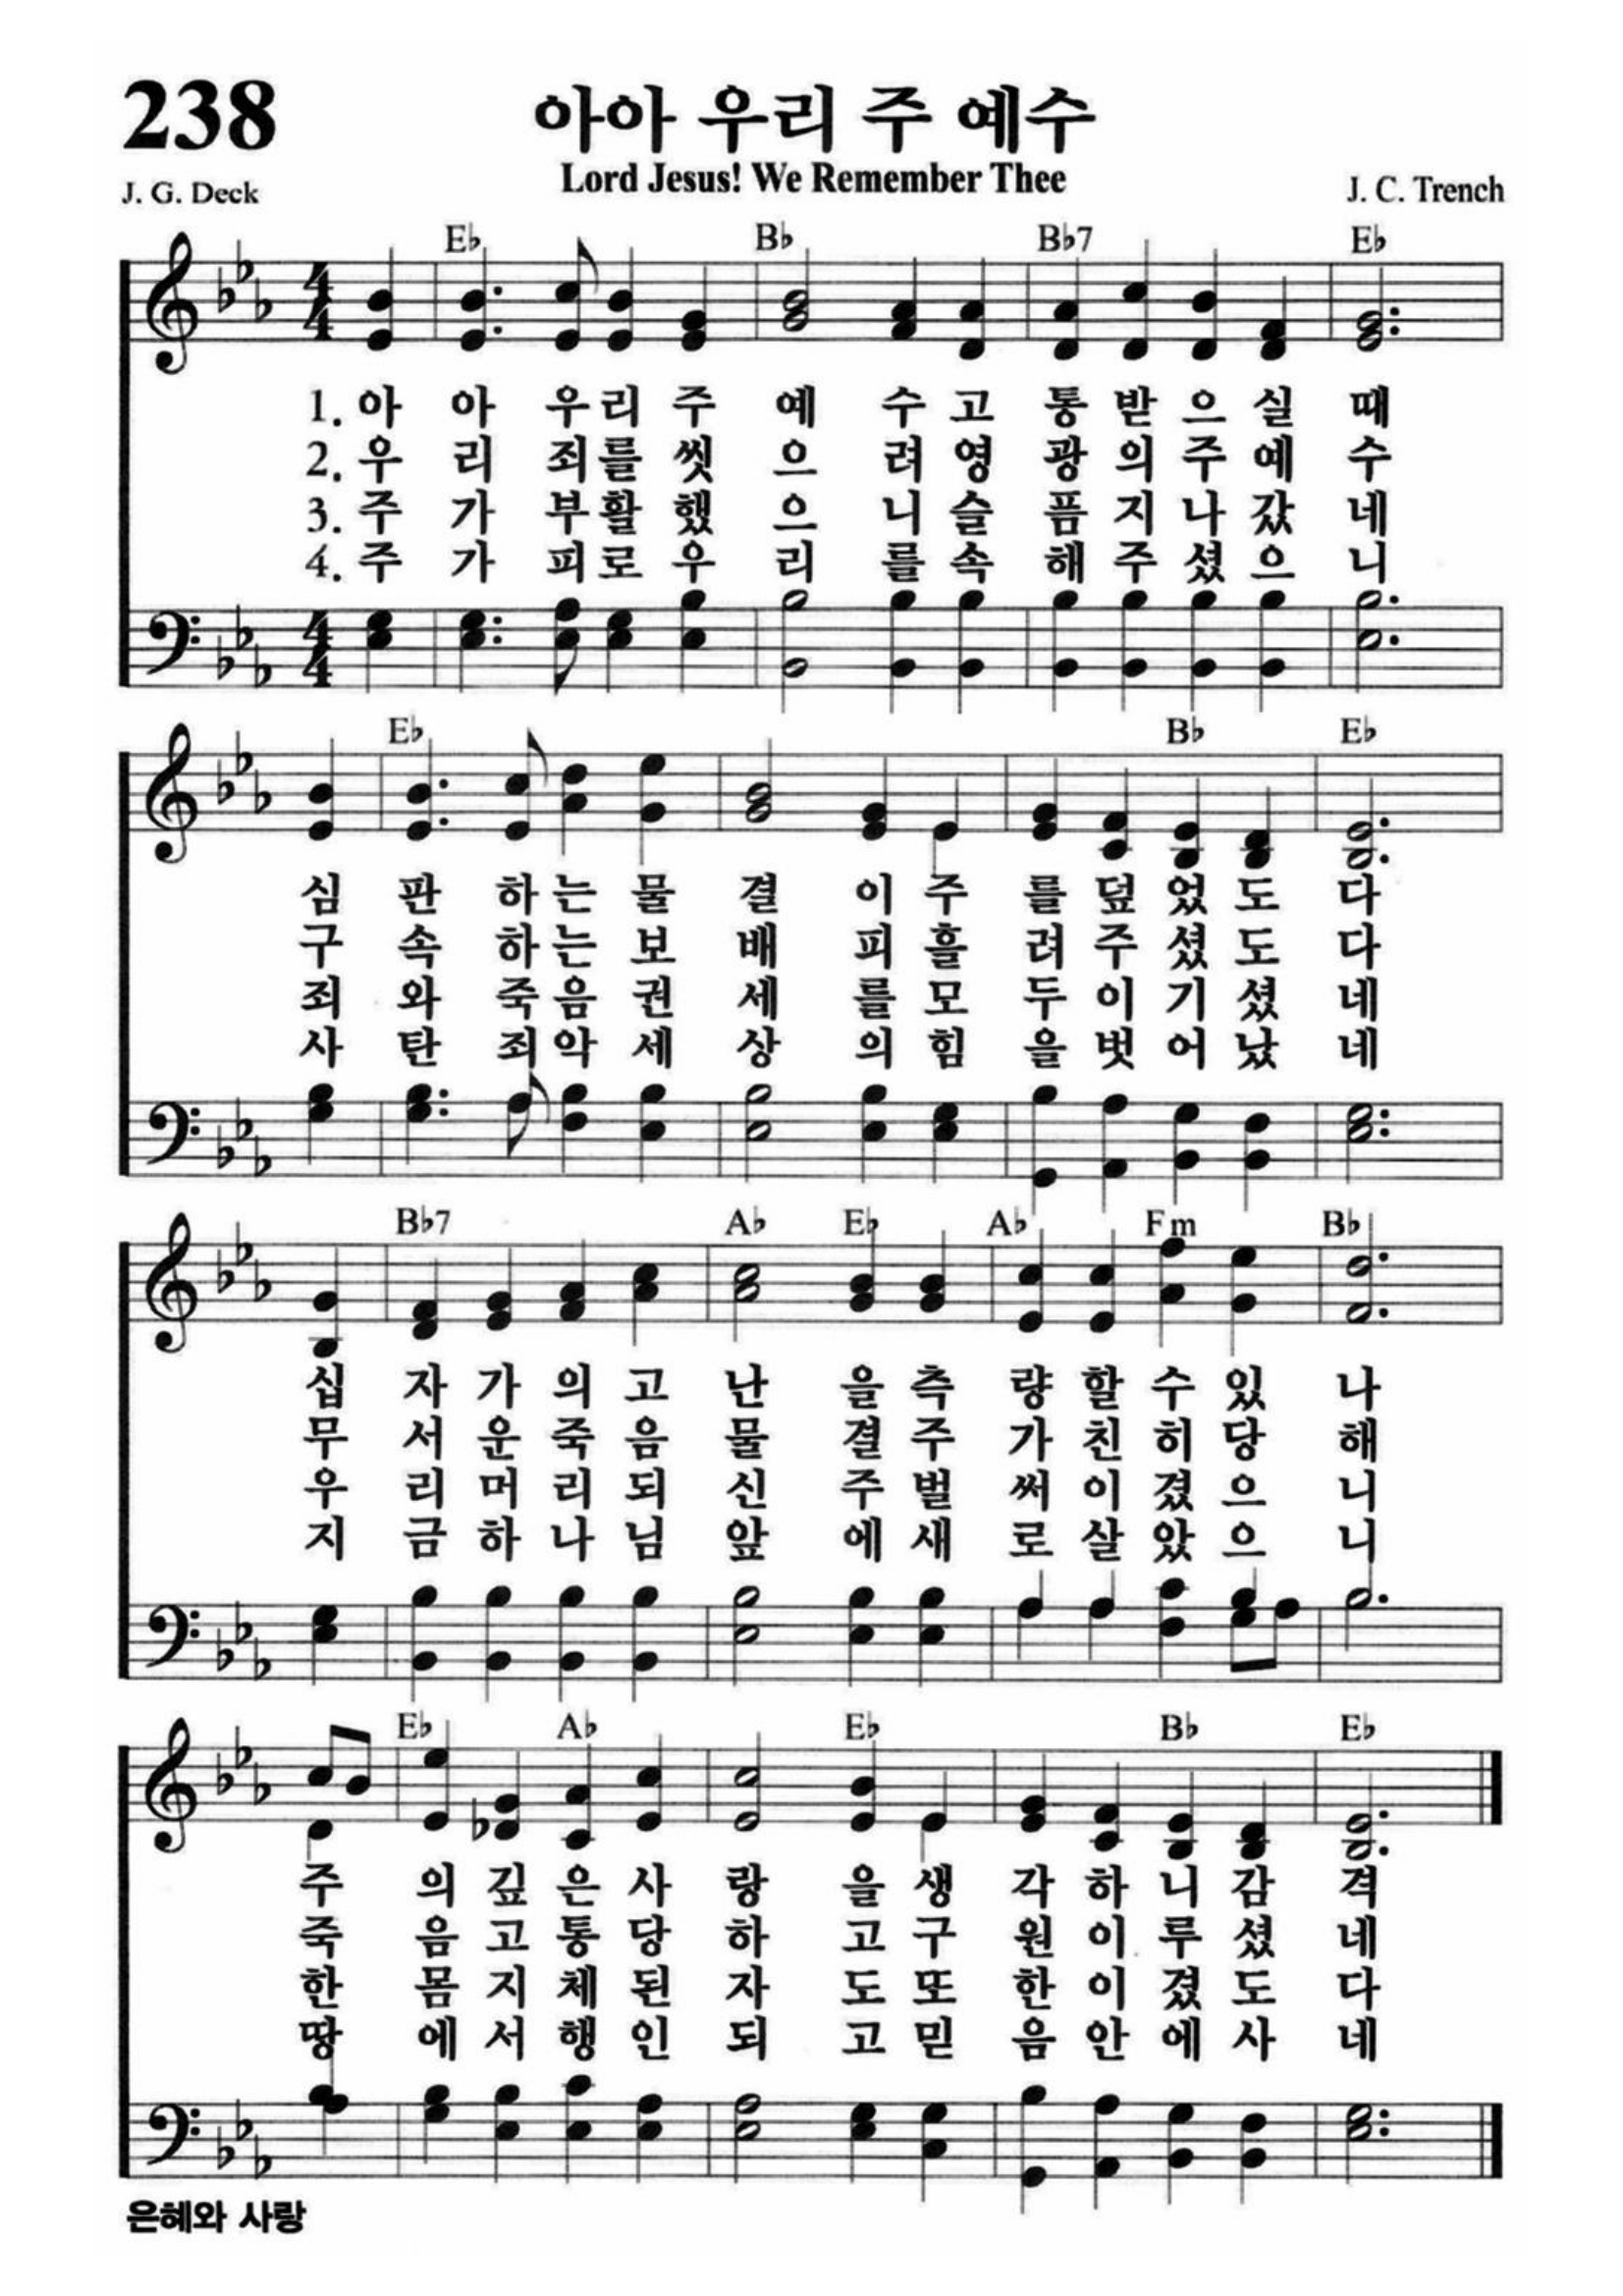 238
아아 우리 주 예수
Lord Jesus! We Remember Thee
J. G. Deck
J. C. Trench
E♭ B♭ B♭7 E♭
1. 아 아 우 리 주 예 수 고 통 받 으 실 때
2. 우 리 죄 를 씻 으 려 영 광 의 주 예 수
3. 주 가 부 활 했 으 니 슬 픔 지 나 갔 네
4. 주 가 피 로 우 리 를 속 해 주 셨 으 니
E♭ B♭ E♭
심 판 하 는 물 결 이 주 를 덮 었 도 다
구 속 하 는 보 배 피 흘 려 주 셨 도 다
죄 와 죽 음 권 세 를 모 두 이 기 셨 네
사 탄 죄 악 세 상 의 힘 을 벗 어 났 네
B♭7 A♭ E♭ A♭ Fm B♭
십 자 가 의 고 난 을 측 량 할 수 있 나
무 서 운 죽 음 물 결 주 가 친 히 당 해
우 리 머 리 되 신 주 벌 써 이 겼 으 니
지 금 하 나 님 앞 에 새 로 살 았 으 니
E♭ A♭ E♭ B♭ E♭
주 의 깊 은 사 랑 을 생 각 하 니 감 격
죽 음 고 통 당 하 고 구 원 이 루 셨 네
한 몸 지 체 된 자 도 또 한 이 겼 도 다
땅 에 서 행 인 되 고 믿 음 안 에 사 네
은혜와 사랑